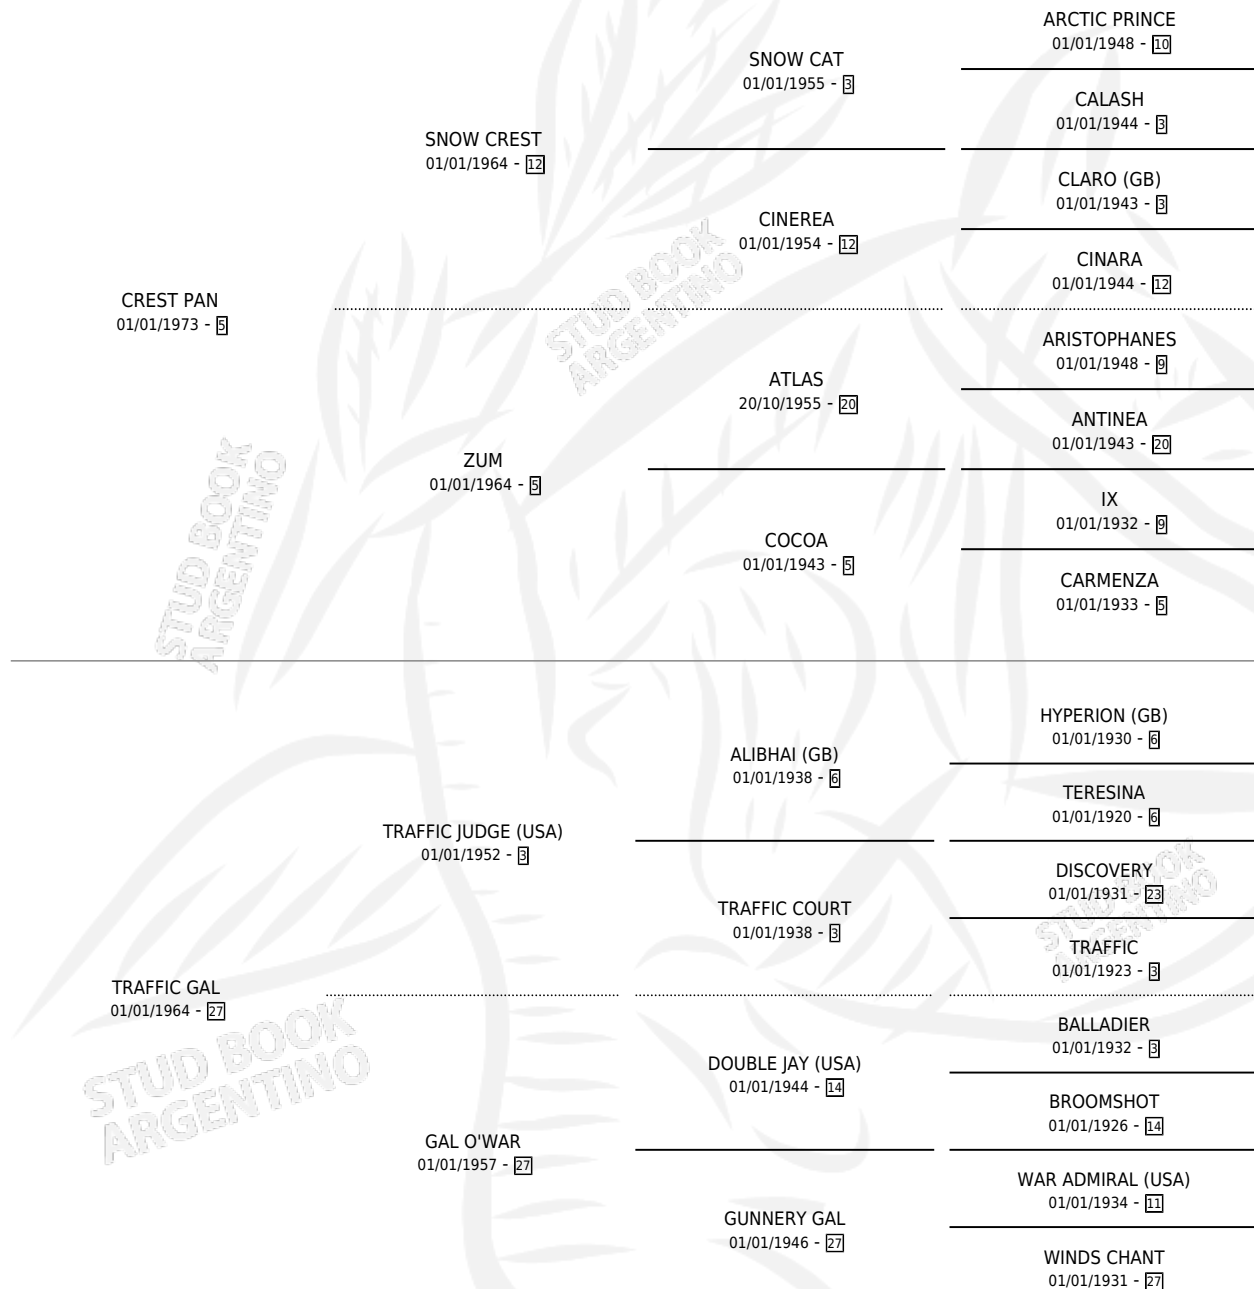 ARCTIC PRINCE
01/01/1948 - 10
SNOW CAT
01/01/1955 - 3
CALASH
01/01/1944 - 3
SNOW CREST
01/01/1964 - 12
CLARO (GB)
01/01/1943 - 3
CINEREA
01/01/1954 - 12
CINARA
01/01/1944 - 12
CREST PAN
01/01/1973 - 5
ARISTOPHANES
01/01/1948 - 9
ATLAS
20/10/1955 - 20
ANTINEA
01/01/1943 - 20
ZUM
01/01/1964 - 5
IX
01/01/1932 - 9
COCOA
01/01/1943 - 5
CARMENZA
01/01/1933 - 5
HYPERION (GB)
01/01/1930 - 6
ALIBHAI (GB)
01/01/1938 - 6
TERESINA
01/01/1920 - 6
TRAFFIC JUDGE (USA)
01/01/1952 - 3
DISCOVERY
01/01/1931 - 23
TRAFFIC COURT
01/01/1938 - 3
TRAFFIC
01/01/1923 - 3
TRAFFIC GAL
01/01/1964 - 27
BALLADIER
01/01/1932 - 3
DOUBLE JAY (USA)
01/01/1944 - 14
BROOMSHOT
01/01/1926 - 14
GAL O'WAR
01/01/1957 - 27
WAR ADMIRAL (USA)
01/01/1934 - 11
GUNNERY GAL
01/01/1946 - 27
WINDS CHANT
01/01/1931 - 27
STUD BOOK
ARGENTINO
STUD BOOK
ARGENTINO
STUD BOOK
ARGENTINO
STUD BOOK
ARGENTINO